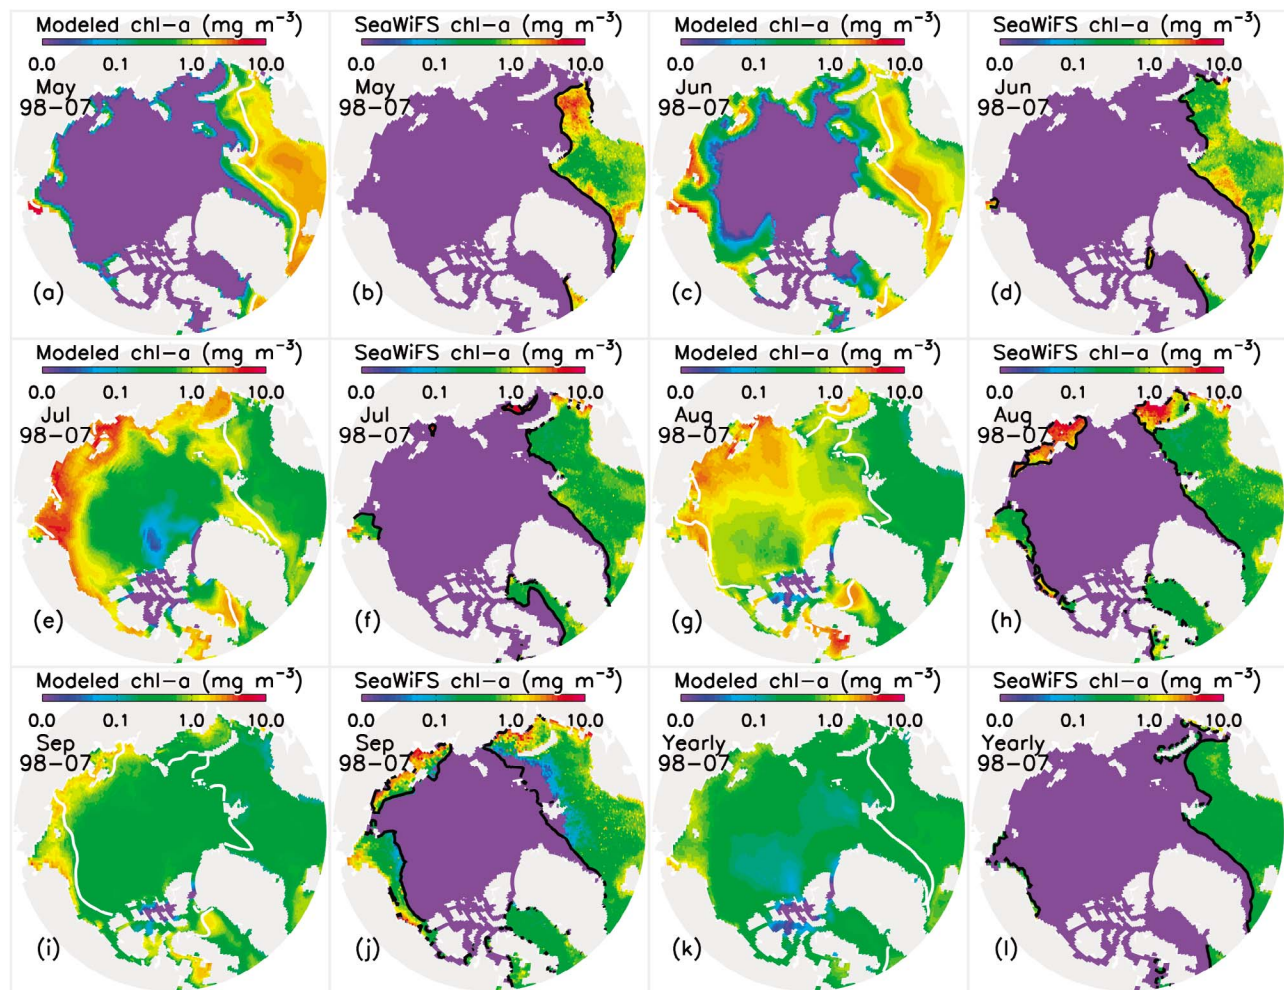 Modeled chl-a (mg m⁻³)
0.0 0.1 1.0 10.0
May
98-07
(a)
SeaWiFS chl-a (mg m⁻³)
0.0 0.1 1.0 10.0
May
98-07
(b)
Modeled chl-a (mg m⁻³)
0.0 0.1 1.0 10.0
Jun
98-07
(c)
SeaWiFS chl-a (mg m⁻³)
0.0 0.1 1.0 10.0
Jun
98-07
(d)
Modeled chl-a (mg m⁻³)
0.0 0.1 1.0 10.0
Jul
98-07
(e)
SeaWiFS chl-a (mg m⁻³)
0.0 0.1 1.0 10.0
Jul
98-07
(f)
Modeled chl-a (mg m⁻³)
0.0 0.1 1.0 10.0
Aug
98-07
(g)
SeaWiFS chl-a (mg m⁻³)
0.0 0.1 1.0 10.0
Aug
98-07
(h)
Modeled chl-a (mg m⁻³)
0.0 0.1 1.0 10.0
Sep
98-07
(i)
SeaWiFS chl-a (mg m⁻³)
0.0 0.1 1.0 10.0
Sep
98-07
(j)
Modeled chl-a (mg m⁻³)
0.0 0.1 1.0 10.0
Yearly
98-07
(k)
SeaWiFS chl-a (mg m⁻³)
0.0 0.1 1.0 10.0
Yearly
98-07
(l)